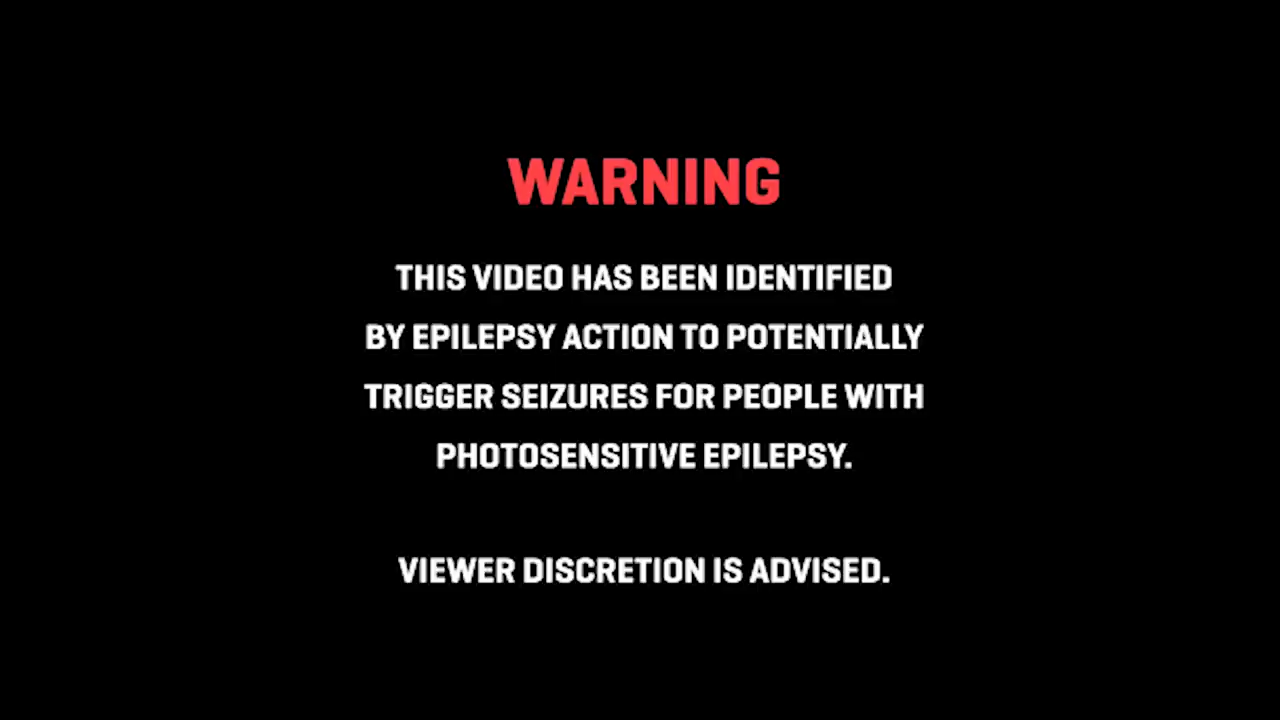 WARNING
THIS VIDEO HAS BEEN IDENTIFIED
BY EPILEPSY ACTION TO POTENTIALLY
TRIGGER SEIZURES FOR PEOPLE WITH
PHOTOSENSITIVE EPILEPSY.
VIEWER DISCRETION IS ADVISED.